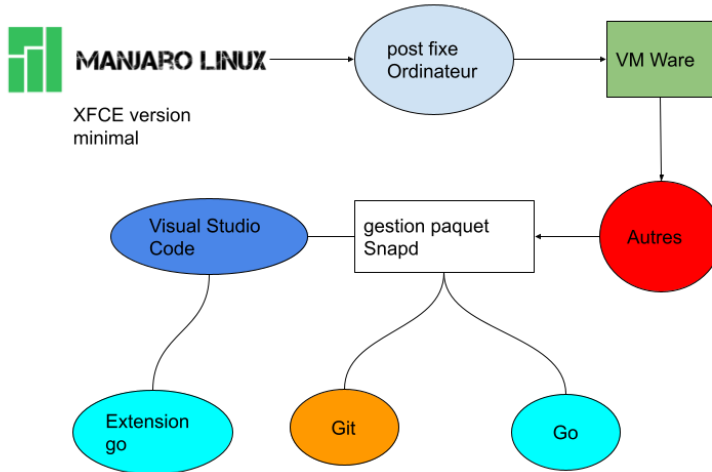 MANJARO LINUX
XFCE version
minimal
post fixe
Ordinateur
VM Ware
Visual Studio
Code
gestion paquet
Snapd
Autres
Extension
go
Git
Go